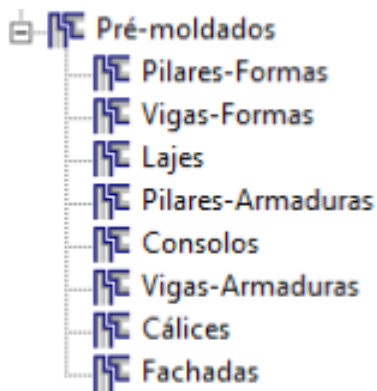 Pré-moldados
Pilares-Formas
Vigas-Formas
Lajes
Pilares-Armaduras
Consolos
Vigas-Armaduras
Cálices
Fachadas